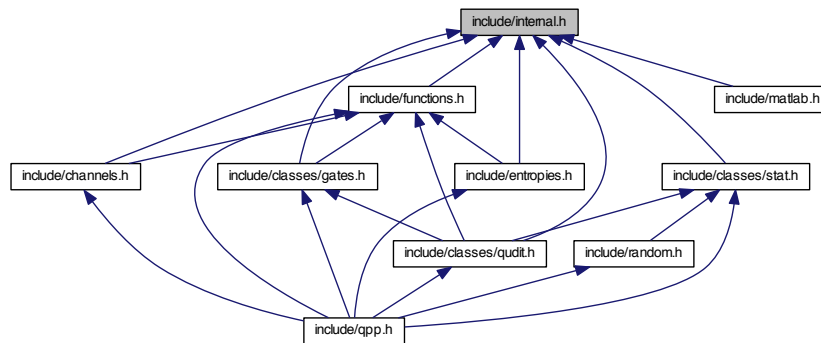 include/internal.h
include/functions.h
include/matlab.h
include/channels.h
include/classes/gates.h
include/entropies.h
include/classes/stat.h
include/classes/qudit.h
include/random.h
include/qpp.h